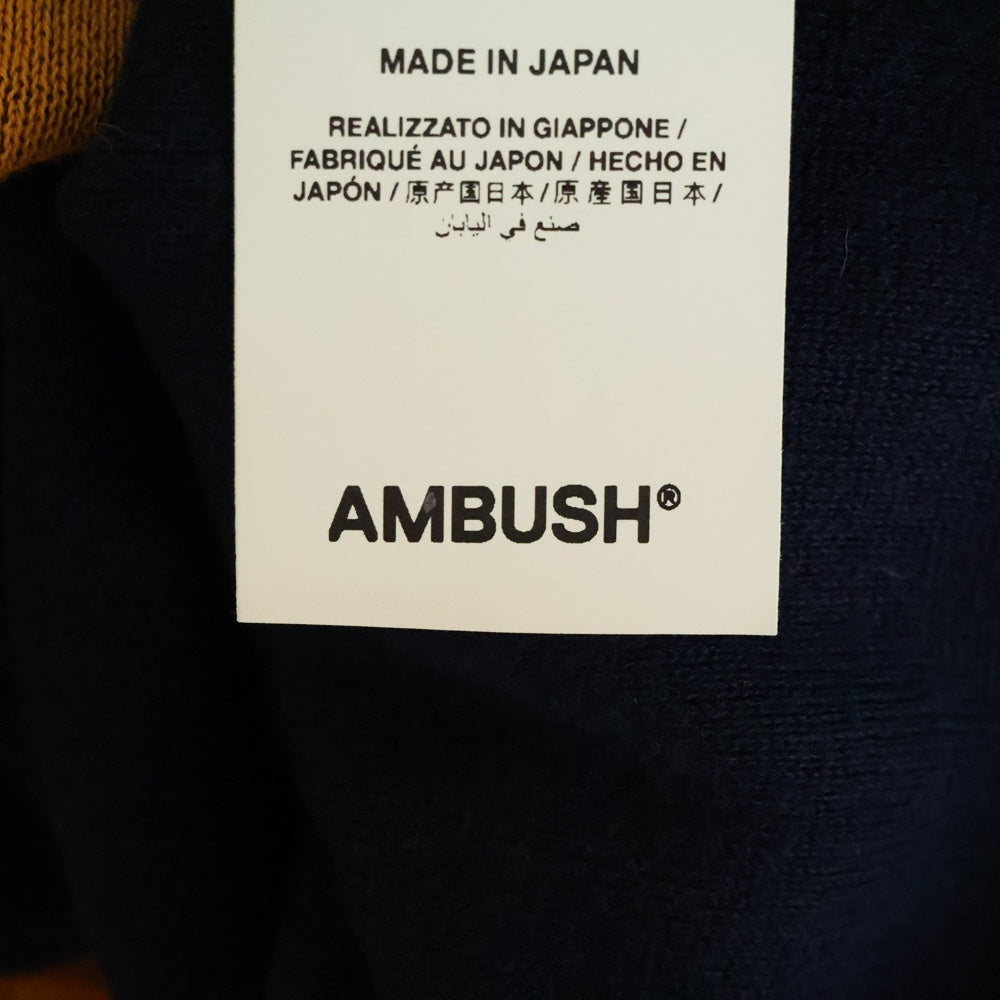 MADE IN JAPAN
REALIZZATO IN GIAPPONE /
FABRIQUÉ AU JAPON / HECHO EN
JAPÓN / 原产国日本 / 原産国日本 /
صنع في اليابان
AMBUSH®